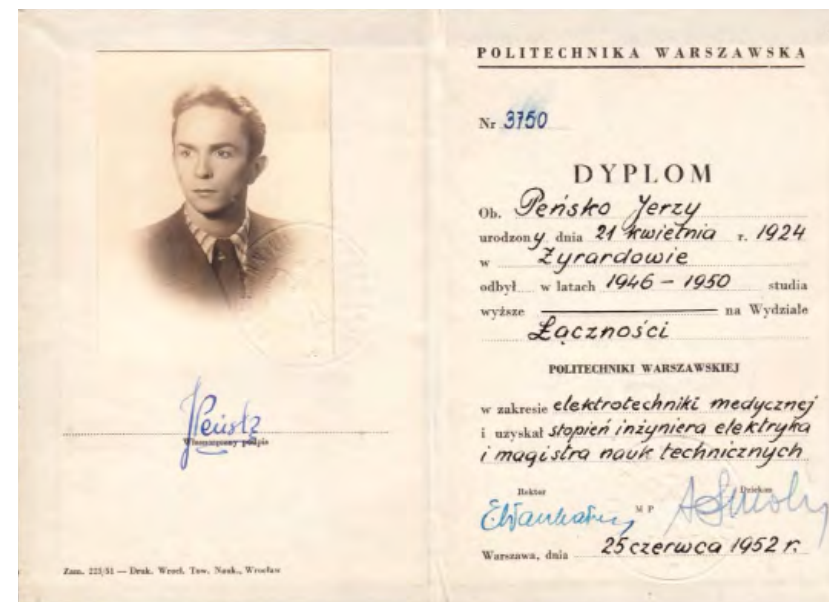 Własnoręczny podpis
Zam. 223/51 — Druk. Wrocł. Tow. Nauk., Wrocław
POLITECHNIKA WARSZAWSKA
Nr 3750
DYPLOM
Ob. Peńsko Jerzy
urodzony dnia 21 kwietnia r. 1924
w Żyrardowie
odbył w latach 1946 – 1950 studia
wyższe na Wydziale
Łączności
POLITECHNIKI WARSZAWSKIEJ
w zakresie elektrotechniki medycznej
i uzyskał stopień inżyniera elektryka
i magistra nauk technicznych
Rektor Dziekan
M P
Warszawa, dnia 25 czerwca 1952 r.